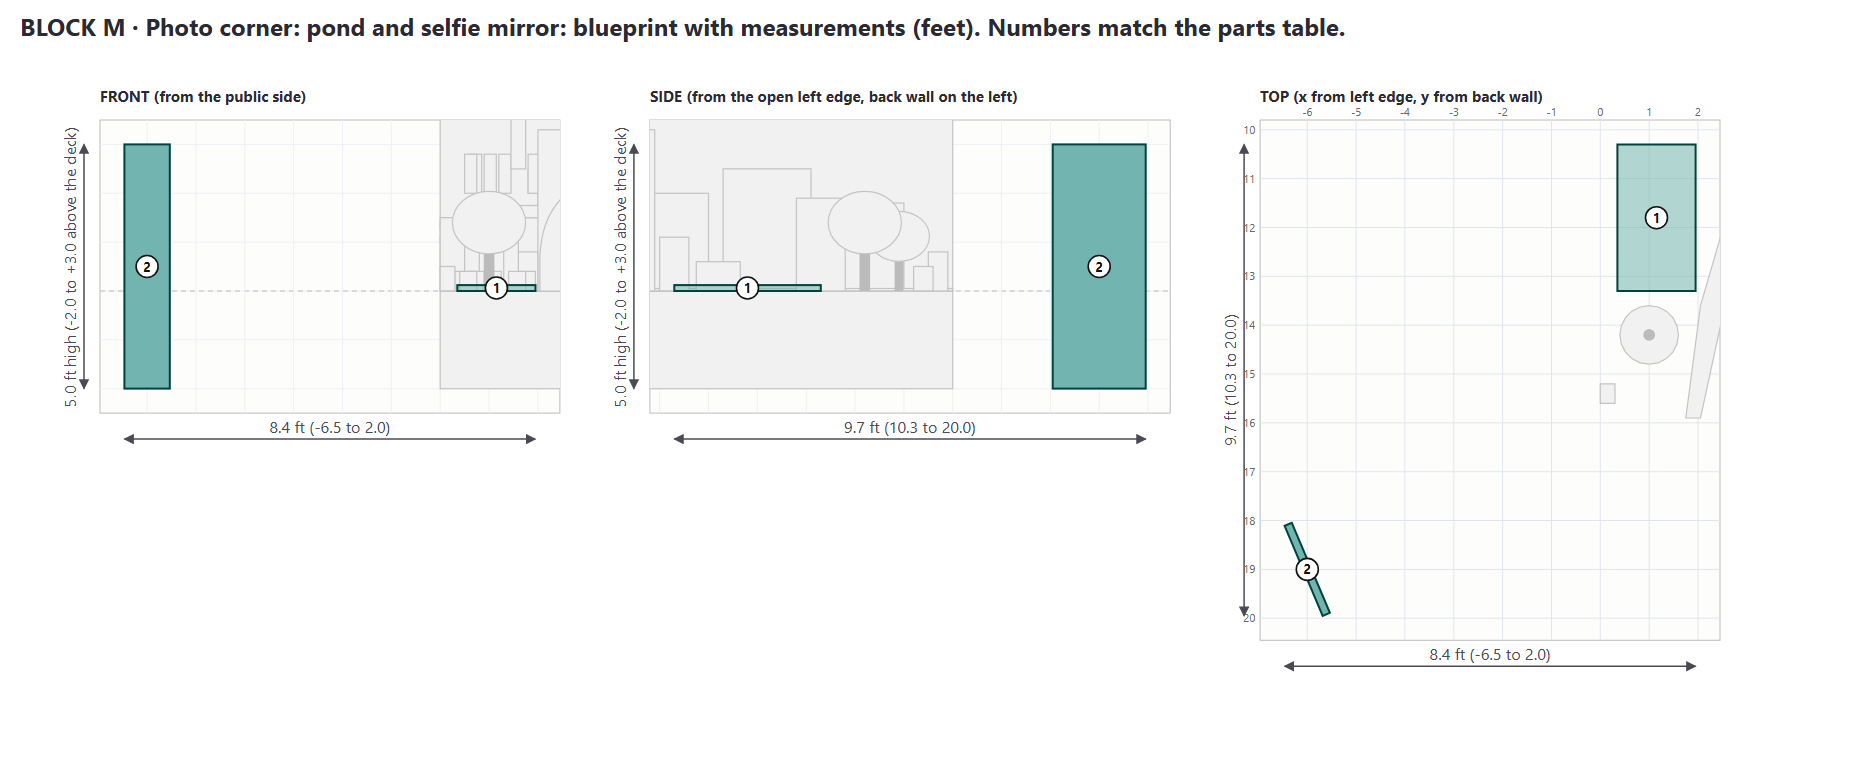 BLOCK M · Photo corner: pond and selfie mirror: blueprint with measurements (feet). Numbers match the parts table.
FRONT (from the public side)
5.0 ft high (-2.0 to +3.0 above the deck)
2
1
8.4 ft (-6.5 to 2.0)
SIDE (from the open left edge, back wall on the left)
5.0 ft high (-2.0 to +3.0 above the deck)
1
2
9.7 ft (10.3 to 20.0)
TOP (x from left edge, y from back wall)
-6 -5 -4 -3 -2 -1 0 1 2
10
11
12
13
14
15
16
17
18
19
20
9.7 ft (10.3 to 20.0)
1
2
8.4 ft (-6.5 to 2.0)